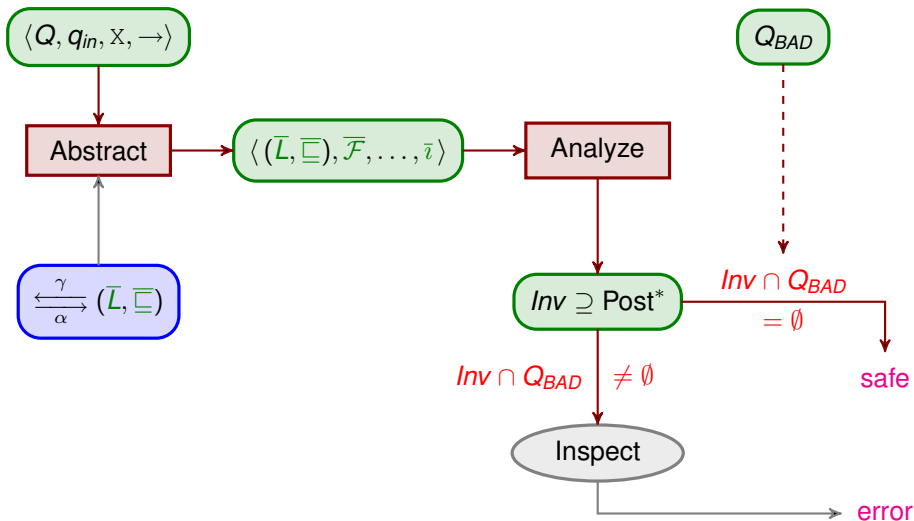 ⟨Q, q_in, X, →⟩
Q_BAD
Abstract
⟨ (L̅, ⊑̅), F̅, . . . , ı̅ ⟩
Analyze
γ
⟵⟶ (L̅, ⊑̅)
α
Inv ⊇ Post*
Inv ∩ Q_BAD
= ∅
Inv ∩ Q_BAD ≠ ∅
safe
Inspect
error